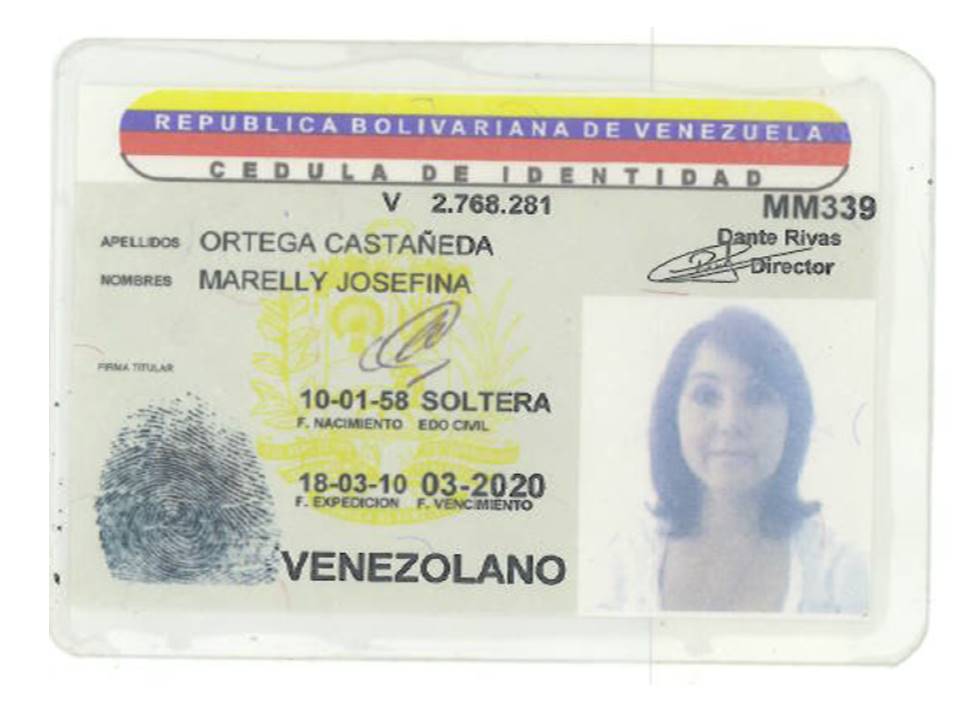 REPUBLICA BOLIVARIANA DE VENEZUELA
CEDULA DE IDENTIDAD
V 2.768.281 MM339
APELLIDOS ORTEGA CASTAÑEDA
Dante Rivas
Director
NOMBRES MARELLY JOSEFINA
FIRMA TITULAR
10-01-58 SOLTERA
F. NACIMIENTO EDO CIVIL
18-03-10 03-2020
F. EXPEDICION F. VENCIMIENTO
VENEZOLANO